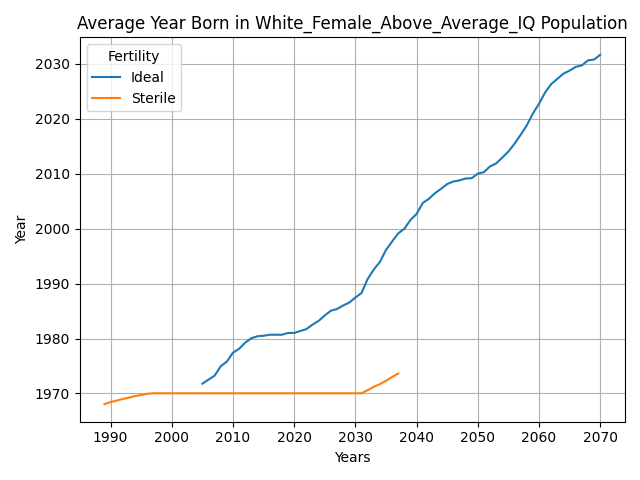 Average Year Born in White_Female_Above_Average_IQ Population
Fertility
Ideal
Sterile
Year
2030
2020
2010
2000
1990
1980
1970
1990 2000 2010 2020 2030 2040 2050 2060 2070
Years